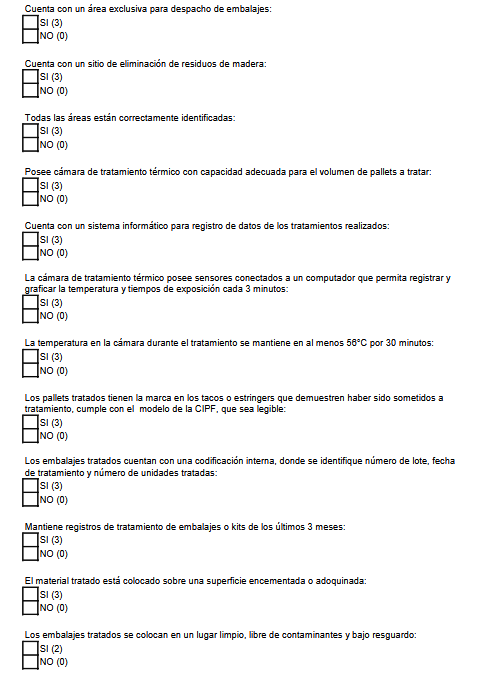 Cuenta con un área exclusiva para despacho de embalajes:
SI (3)
NO (0)
Cuenta con un sitio de eliminación de residuos de madera:
SI (3)
NO (0)
Todas las áreas están correctamente identificadas:
SI (3)
NO (0)
Posee cámara de tratamiento térmico con capacidad adecuada para el volumen de pallets a tratar:
SI (3)
NO (0)
Cuenta con un sistema informático para registro de datos de los tratamientos realizados:
SI (3)
NO (0)
La cámara de tratamiento térmico posee sensores conectados a un computador que permita registrar y
graficar la temperatura y tiempos de exposición cada 3 minutos:
SI (3)
NO (0)
La temperatura en la cámara durante el tratamiento se mantiene en al menos 56°C por 30 minutos:
SI (3)
NO (0)
Los pallets tratados tienen la marca en los tacos o estringers que demuestren haber sido sometidos a
tratamiento, cumple con el modelo de la CIPF, que sea legible:
SI (3)
NO (0)
Los embalajes tratados cuentan con una codificación interna, donde se identifique número de lote, fecha
de tratamiento y número de unidades tratadas:
SI (3)
NO (0)
Mantiene registros de tratamiento de embalajes o kits de los últimos 3 meses:
SI (3)
NO (0)
El material tratado está colocado sobre una superficie encementada o adoquinada:
SI (3)
NO (0)
Los embalajes tratados se colocan en un lugar limpio, libre de contaminantes y bajo resguardo:
SI (2)
NO (0)